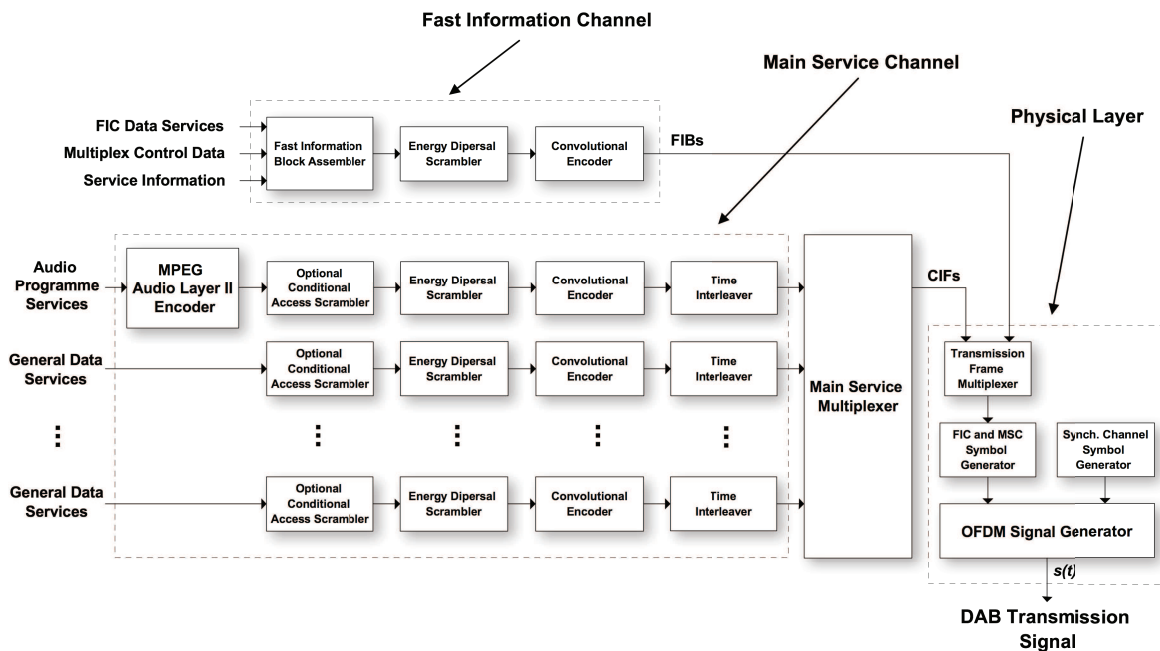 Fast Information Channel
Main Service Channel
Physical Layer
FIC Data Services
Multiplex Control Data
Service Information
Fast Information
Block Assembler
Energy Dipersal
Scrambler
Convolutional
Encoder
FIBs
Audio
Programme
Services
MPEG
Audio Layer II
Encoder
Optional
Conditional
Access Scrambler
Energy Dipersal
Scrambler
Convolutional
Encoder
Time
Interleaver
General Data
Services
Optional
Conditional
Access Scrambler
Energy Dipersal
Scrambler
Convolutional
Encoder
Time
Interleaver
General Data
Services
Optional
Conditional
Access Scrambler
Energy Dipersal
Scrambler
Convolutional
Encoder
Time
Interleaver
Main Service
Multiplexer
CIFs
Transmission
Frame
Multiplexer
FIC and MSC
Symbol
Generator
Synch. Channel
Symbol
Generator
OFDM Signal Generator
s(t)
DAB Transmission
Signal